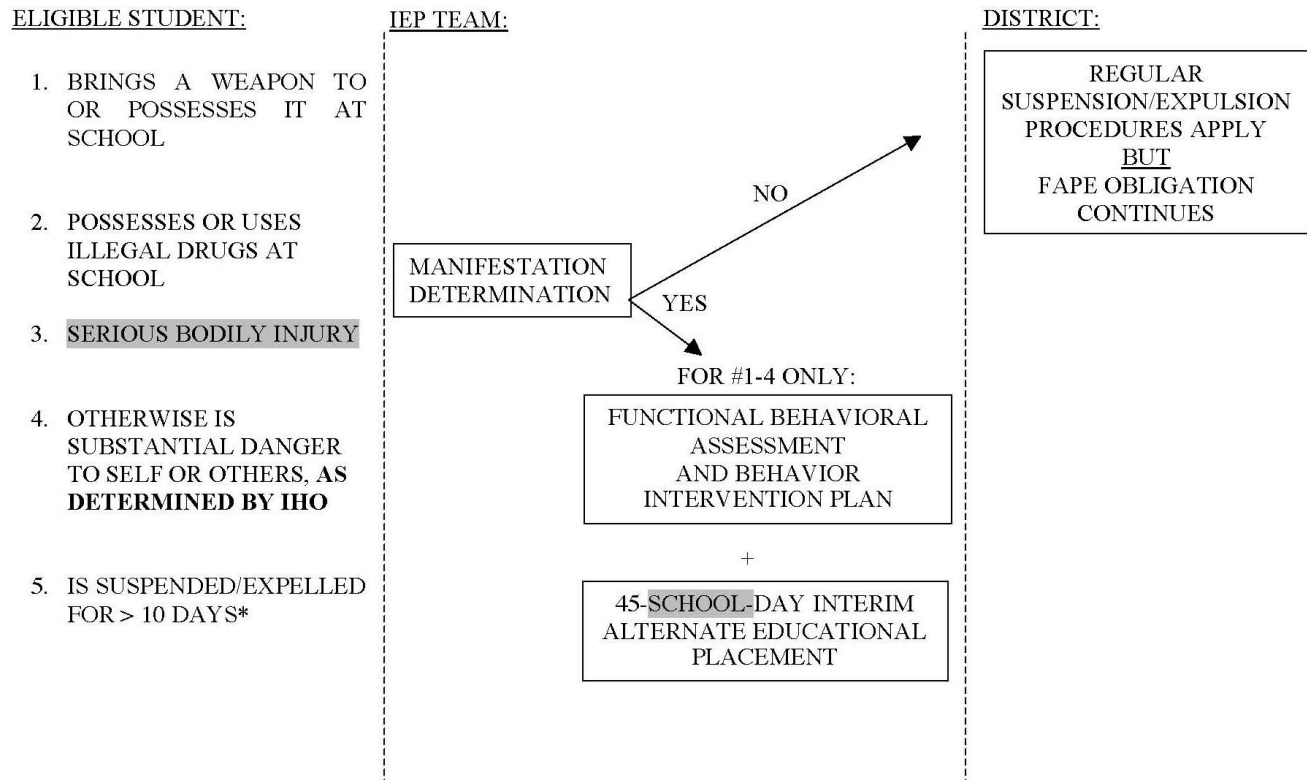 ELIGIBLE STUDENT:
1. BRINGS A WEAPON TO
OR POSSESSES IT AT
SCHOOL
2. POSSESSES OR USES
ILLEGAL DRUGS AT
SCHOOL
3. SERIOUS BODILY INJURY
4. OTHERWISE IS
SUBSTANTIAL DANGER
TO SELF OR OTHERS, AS
DETERMINED BY IHO
5. IS SUSPENDED/EXPELLED
FOR > 10 DAYS*
IEP TEAM:
MANIFESTATION
DETERMINATION
NO
YES
FOR #1-4 ONLY:
FUNCTIONAL BEHAVIORAL
ASSESSMENT
AND BEHAVIOR
INTERVENTION PLAN
+
45-SCHOOL-DAY INTERIM
ALTERNATE EDUCATIONAL
PLACEMENT
DISTRICT:
REGULAR
SUSPENSION/EXPULSION
PROCEDURES APPLY
BUT
FAPE OBLIGATION
CONTINUES